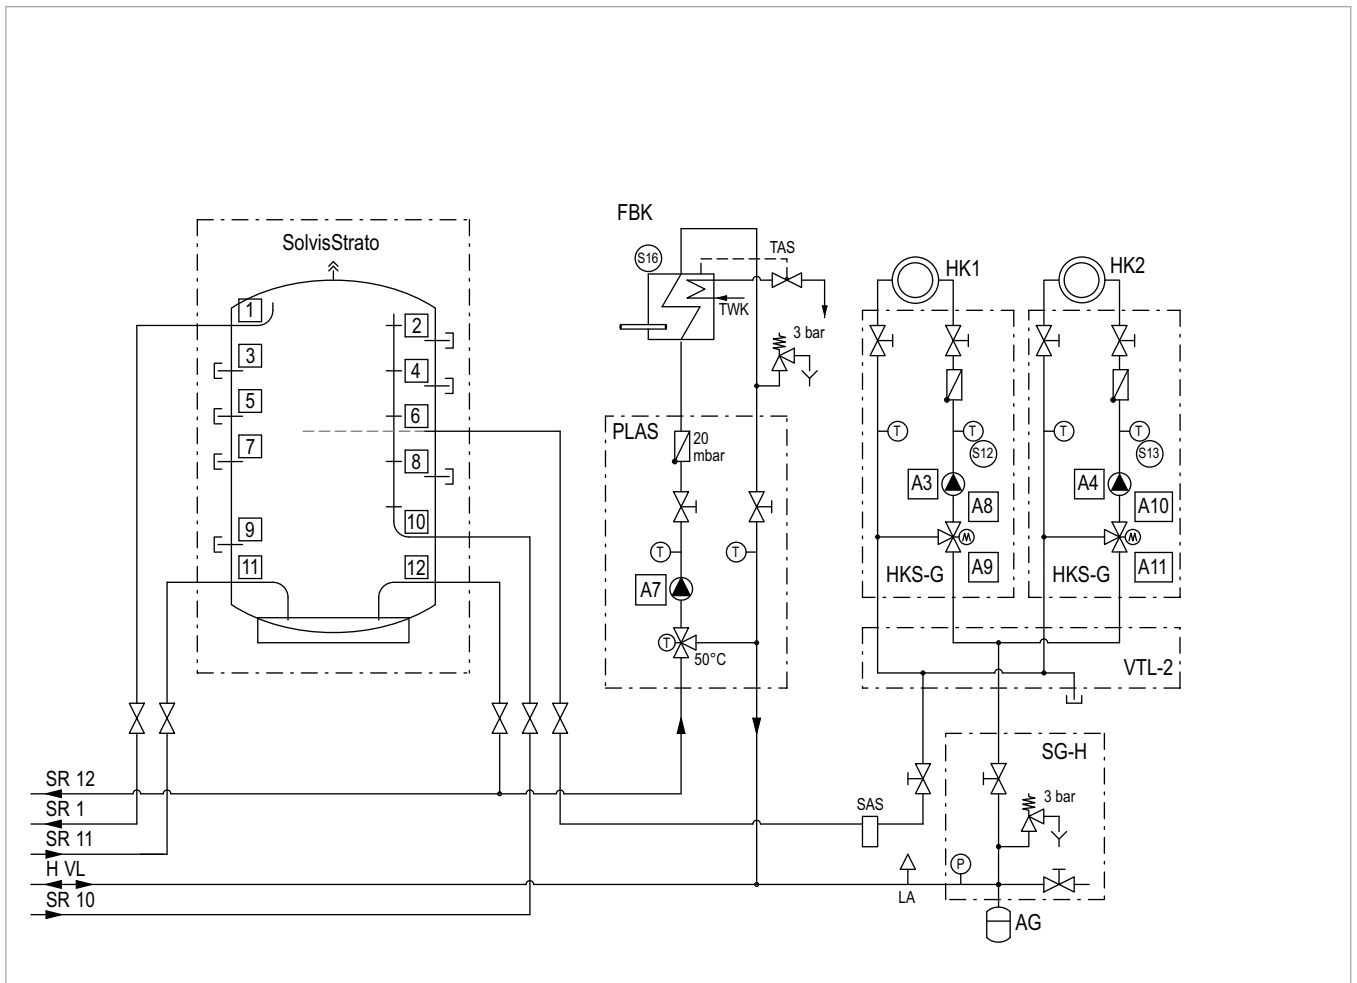 FBK
SolvisStrato
S16
TAS
TWK
HK1
HK2
3 bar
1
2
3
4
5
6
7
8
9
10
11
12
PLAS
20
mbar
T
T
A7
T
50°C
T
T
S12
A3
A8
M
A9
HKS-G
T
T
S13
A4
A10
M
A11
HKS-G
VTL-2
SG-H
3 bar
SAS
P
LA
AG
SR 12
SR 1
SR 11
H VL
SR 10